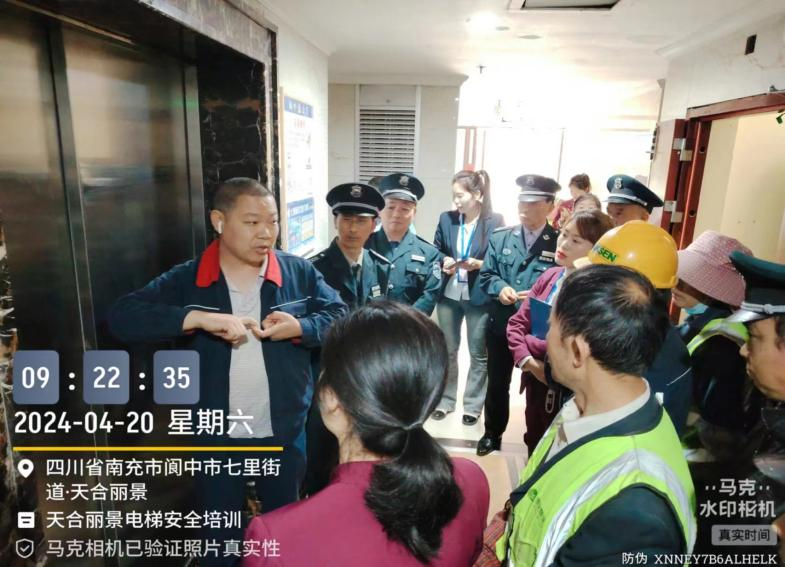 09:22:35
2024-04-20 星期六
四川省南充市阆中市七里街
道·天合丽景
天合丽景电梯安全培训
马克相机已验证照片真实性
马克
水印相机
真实时间
防伪 XNNEY7B6ALHELK